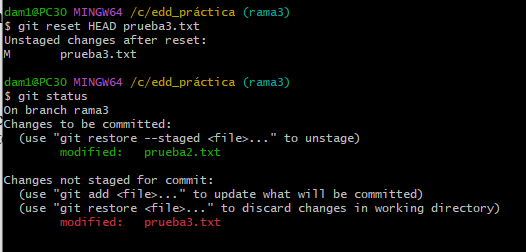 dam1@PC30 MINGW64 /c/edd_práctica (rama3)
$ git reset HEAD prueba3.txt
Unstaged changes after reset:
M       prueba3.txt

dam1@PC30 MINGW64 /c/edd_práctica (rama3)
$ git status
On branch rama3
Changes to be committed:
  (use "git restore --staged <file>..." to unstage)
        modified:   prueba2.txt

Changes not staged for commit:
  (use "git add <file>..." to update what will be committed)
  (use "git restore <file>..." to discard changes in working directory)
        modified:   prueba3.txt